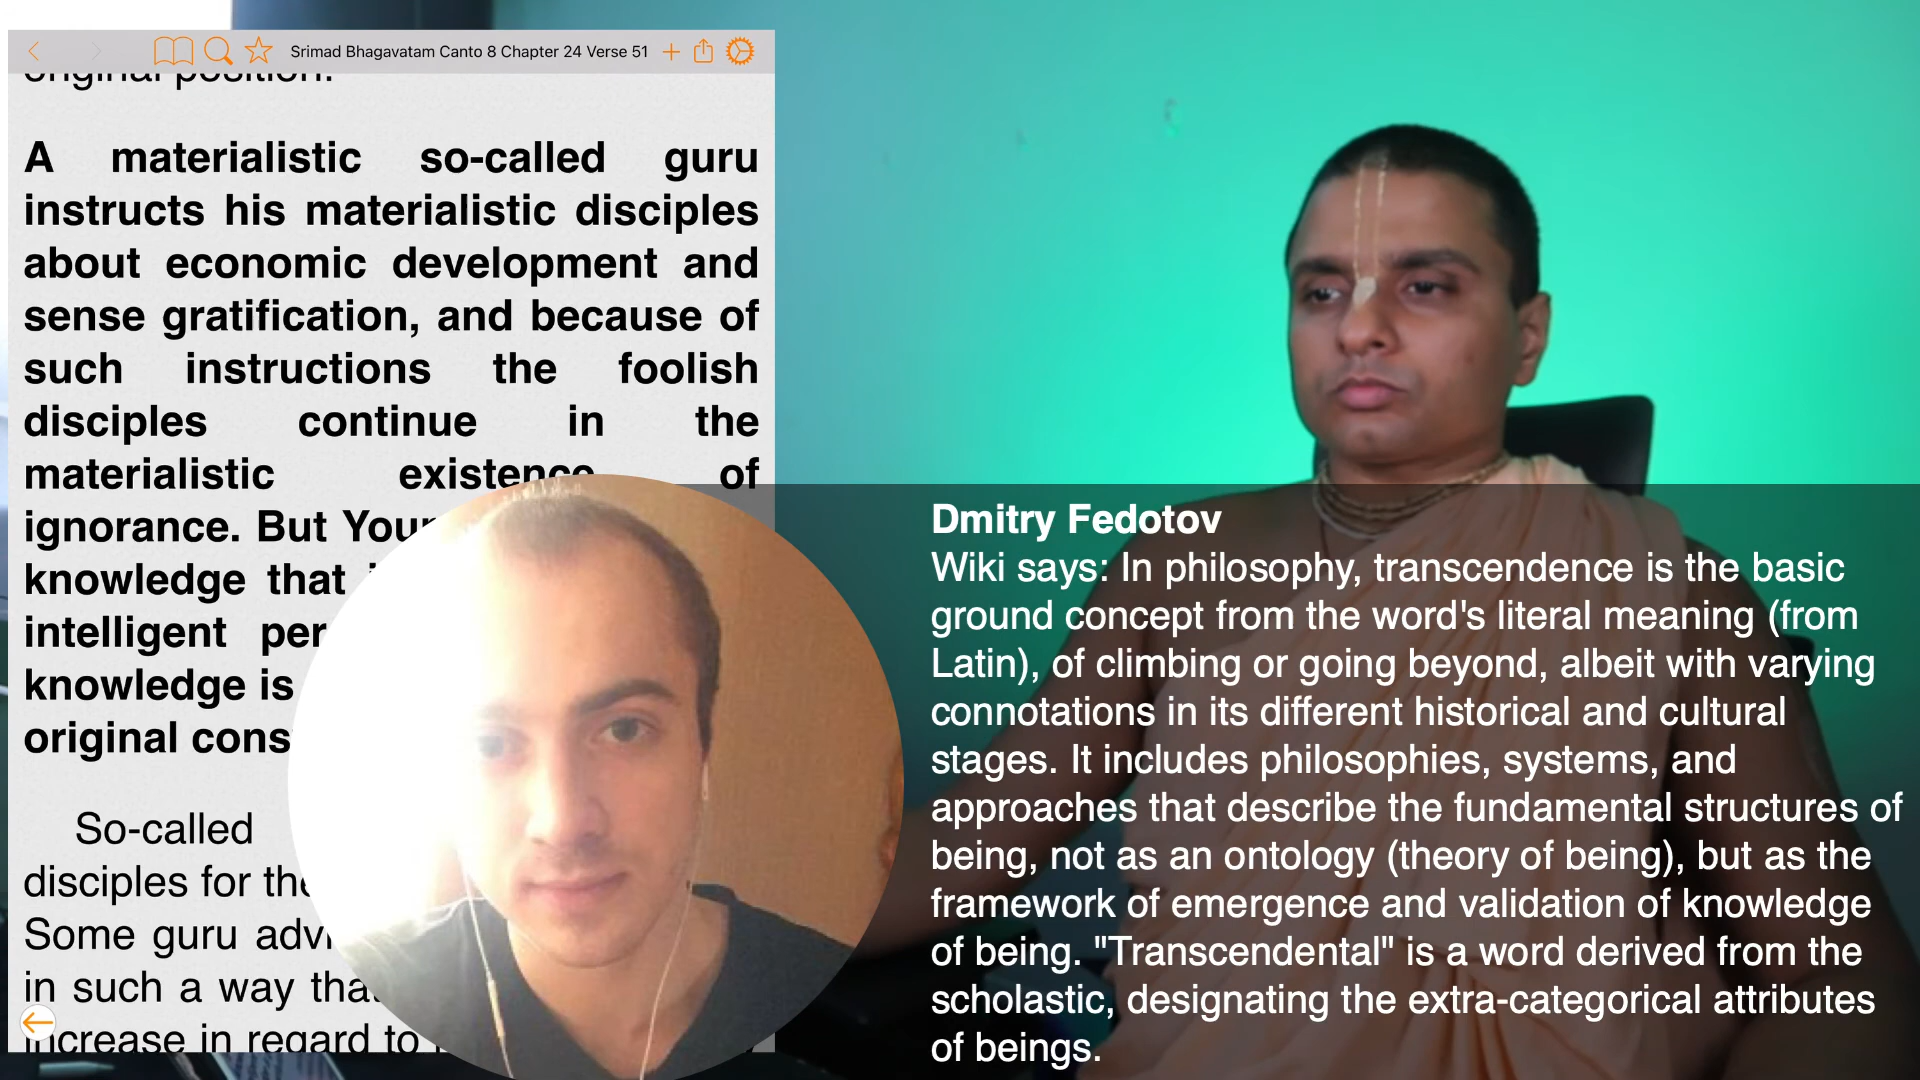 Srimad Bhagavatam Canto 8 Chapter 24 Verse 51
original position.
A materialistic so-called guru
instructs his materialistic disciples
about economic development and
sense gratification, and because of
such instructions the foolish
disciples continue in the
materialistic existence of
ignorance. But Your
knowledge that
intelligent
knowledge is
original
So-called
disciples for
Some guru
in such a way
increase in regard to
Dmitry Fedotov
Wiki says: In philosophy, transcendence is the basic
ground concept from the word's literal meaning (from
Latin), of climbing or going beyond, albeit with varying
connotations in its different historical and cultural
stages. It includes philosophies, systems, and
approaches that describe the fundamental structures of
being, not as an ontology (theory of being), but as the
framework of emergence and validation of knowledge
of being. "Transcendental" is a word derived from the
scholastic, designating the extra-categorical attributes
of beings.